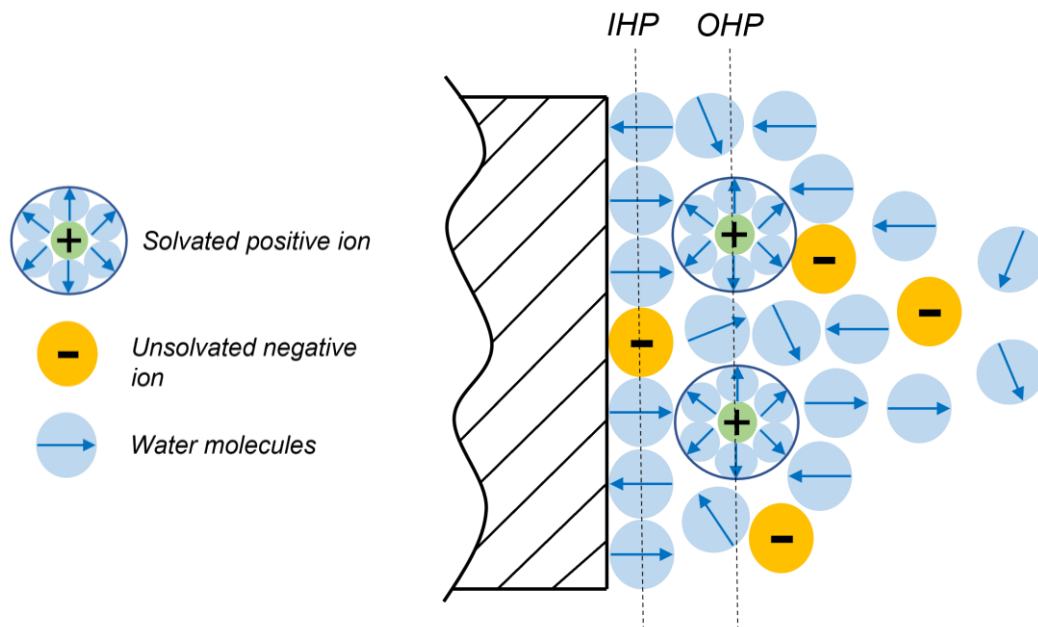 IHP
OHP
+
Solvated positive ion
-
Unsolvated negative
ion
Water molecules
+
-
-
-
+
-